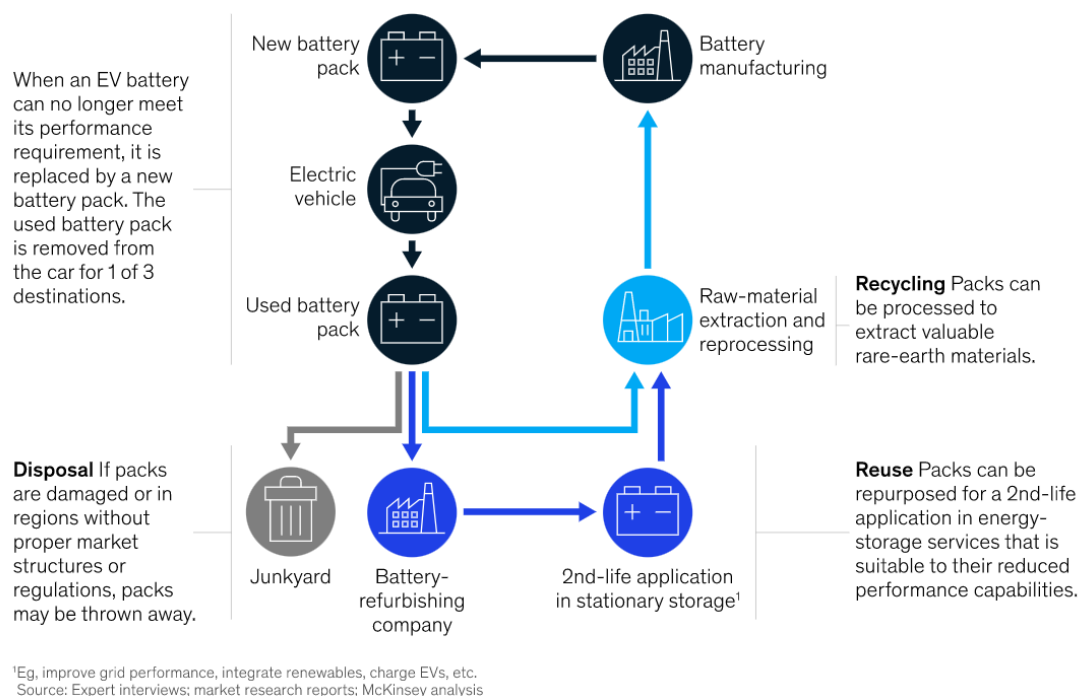 New battery
pack
Battery
manufacturing
When an EV battery
can no longer meet
its performance
requirement, it is
replaced by a new
battery pack. The
used battery pack
is removed from
the car for 1 of 3
destinations.
Electric
vehicle
Used battery
pack
Raw-material
extraction and
reprocessing
Recycling Packs can
be processed to
extract valuable
rare-earth materials.
Disposal If packs
are damaged or in
regions without
proper market
structures or
regulations, packs
may be thrown away.
Junkyard
Battery-
refurbishing
company
2nd-life application
in stationary storage¹
Reuse Packs can be
repurposed for a 2nd-life
application in energy-
storage services that is
suitable to their reduced
performance capabilities.
¹Eg, improve grid performance, integrate renewables, charge EVs, etc.
Source: Expert interviews; market research reports; McKinsey analysis